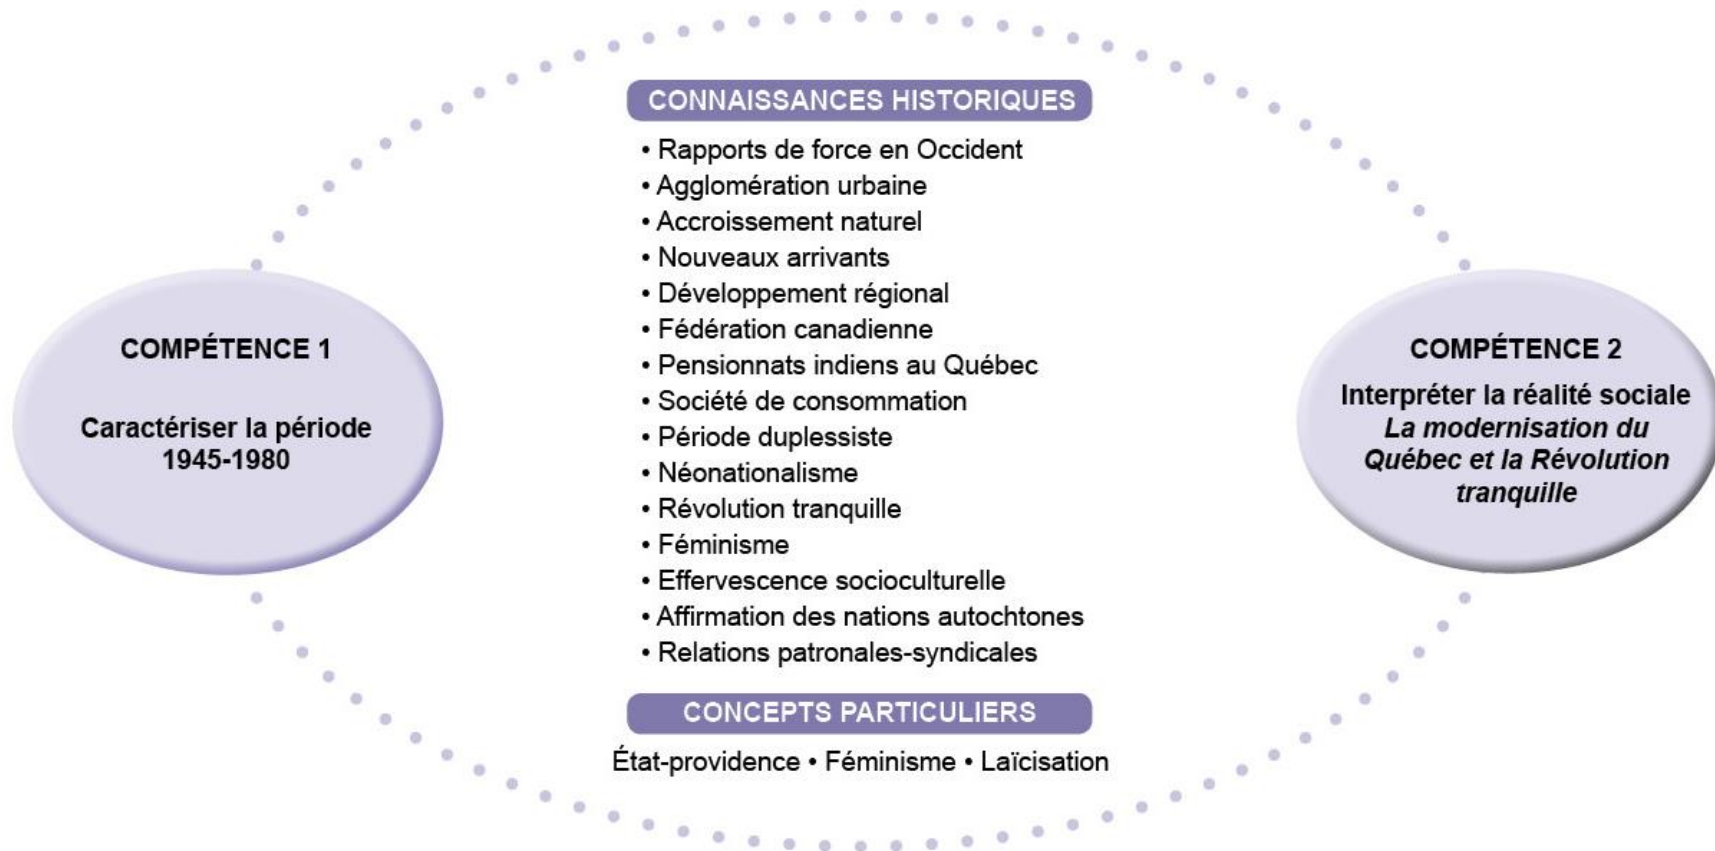 CONNAISSANCES HISTORIQUES
• Rapports de force en Occident
• Agglomération urbaine
• Accroissement naturel
• Nouveaux arrivants
• Développement régional
• Fédération canadienne
• Pensionnats indiens au Québec
• Société de consommation
• Période duplessiste
• Néonationalisme
• Révolution tranquille
• Féminisme
• Effervescence socioculturelle
• Affirmation des nations autochtones
• Relations patronales-syndicales
CONCEPTS PARTICULIERS
État-providence • Féminisme • Laïcisation
COMPÉTENCE 1
Caractériser la période
1945-1980
COMPÉTENCE 2
Interpréter la réalité sociale
La modernisation du
Québec et la Révolution
tranquille